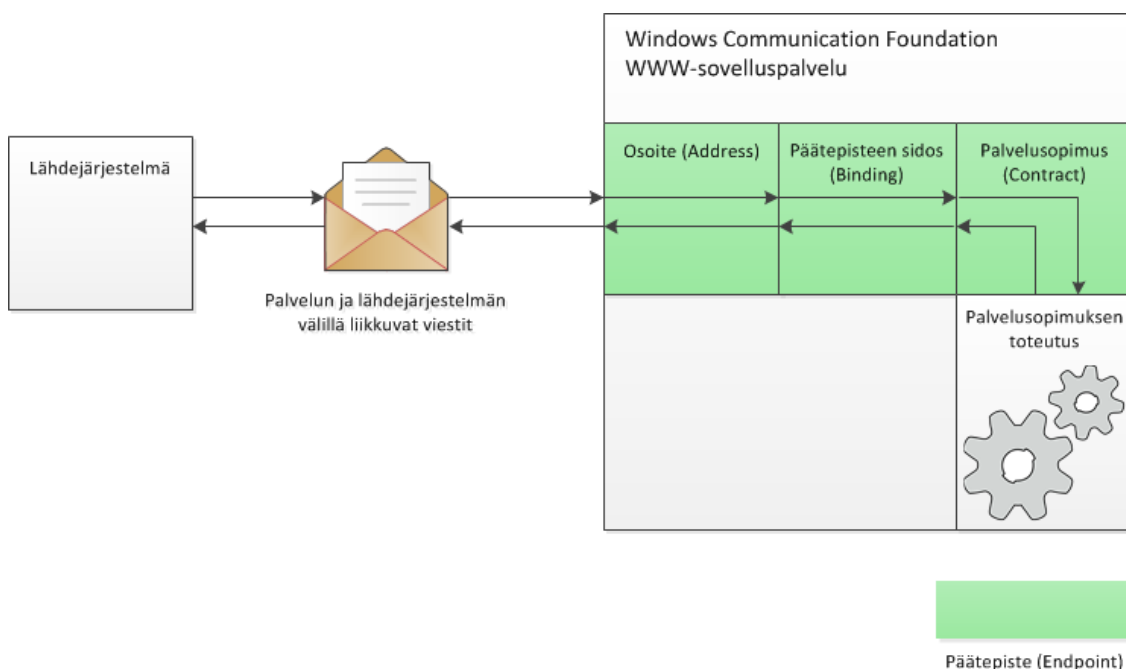 Windows Communication Foundation
WWW-sovelluspalvelu
Lähdejärjestelmä
Osoite (Address)
Päätepisteen sidos
(Binding)
Palvelusopimus
(Contract)
Palvelun ja lähdejärjestelmän
välillä liikkuvat viestit
Palvelusopimuksen
toteutus
Päätepiste (Endpoint)